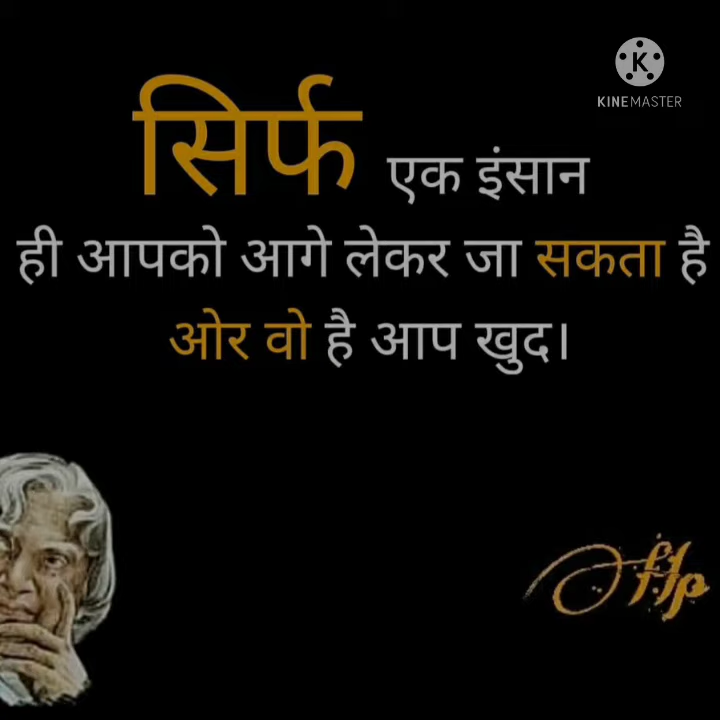 KINEMASTER
सिर्फ एक इंसान
ही आपको आगे लेकर जा सकता है
ओर वो है आप खुद।